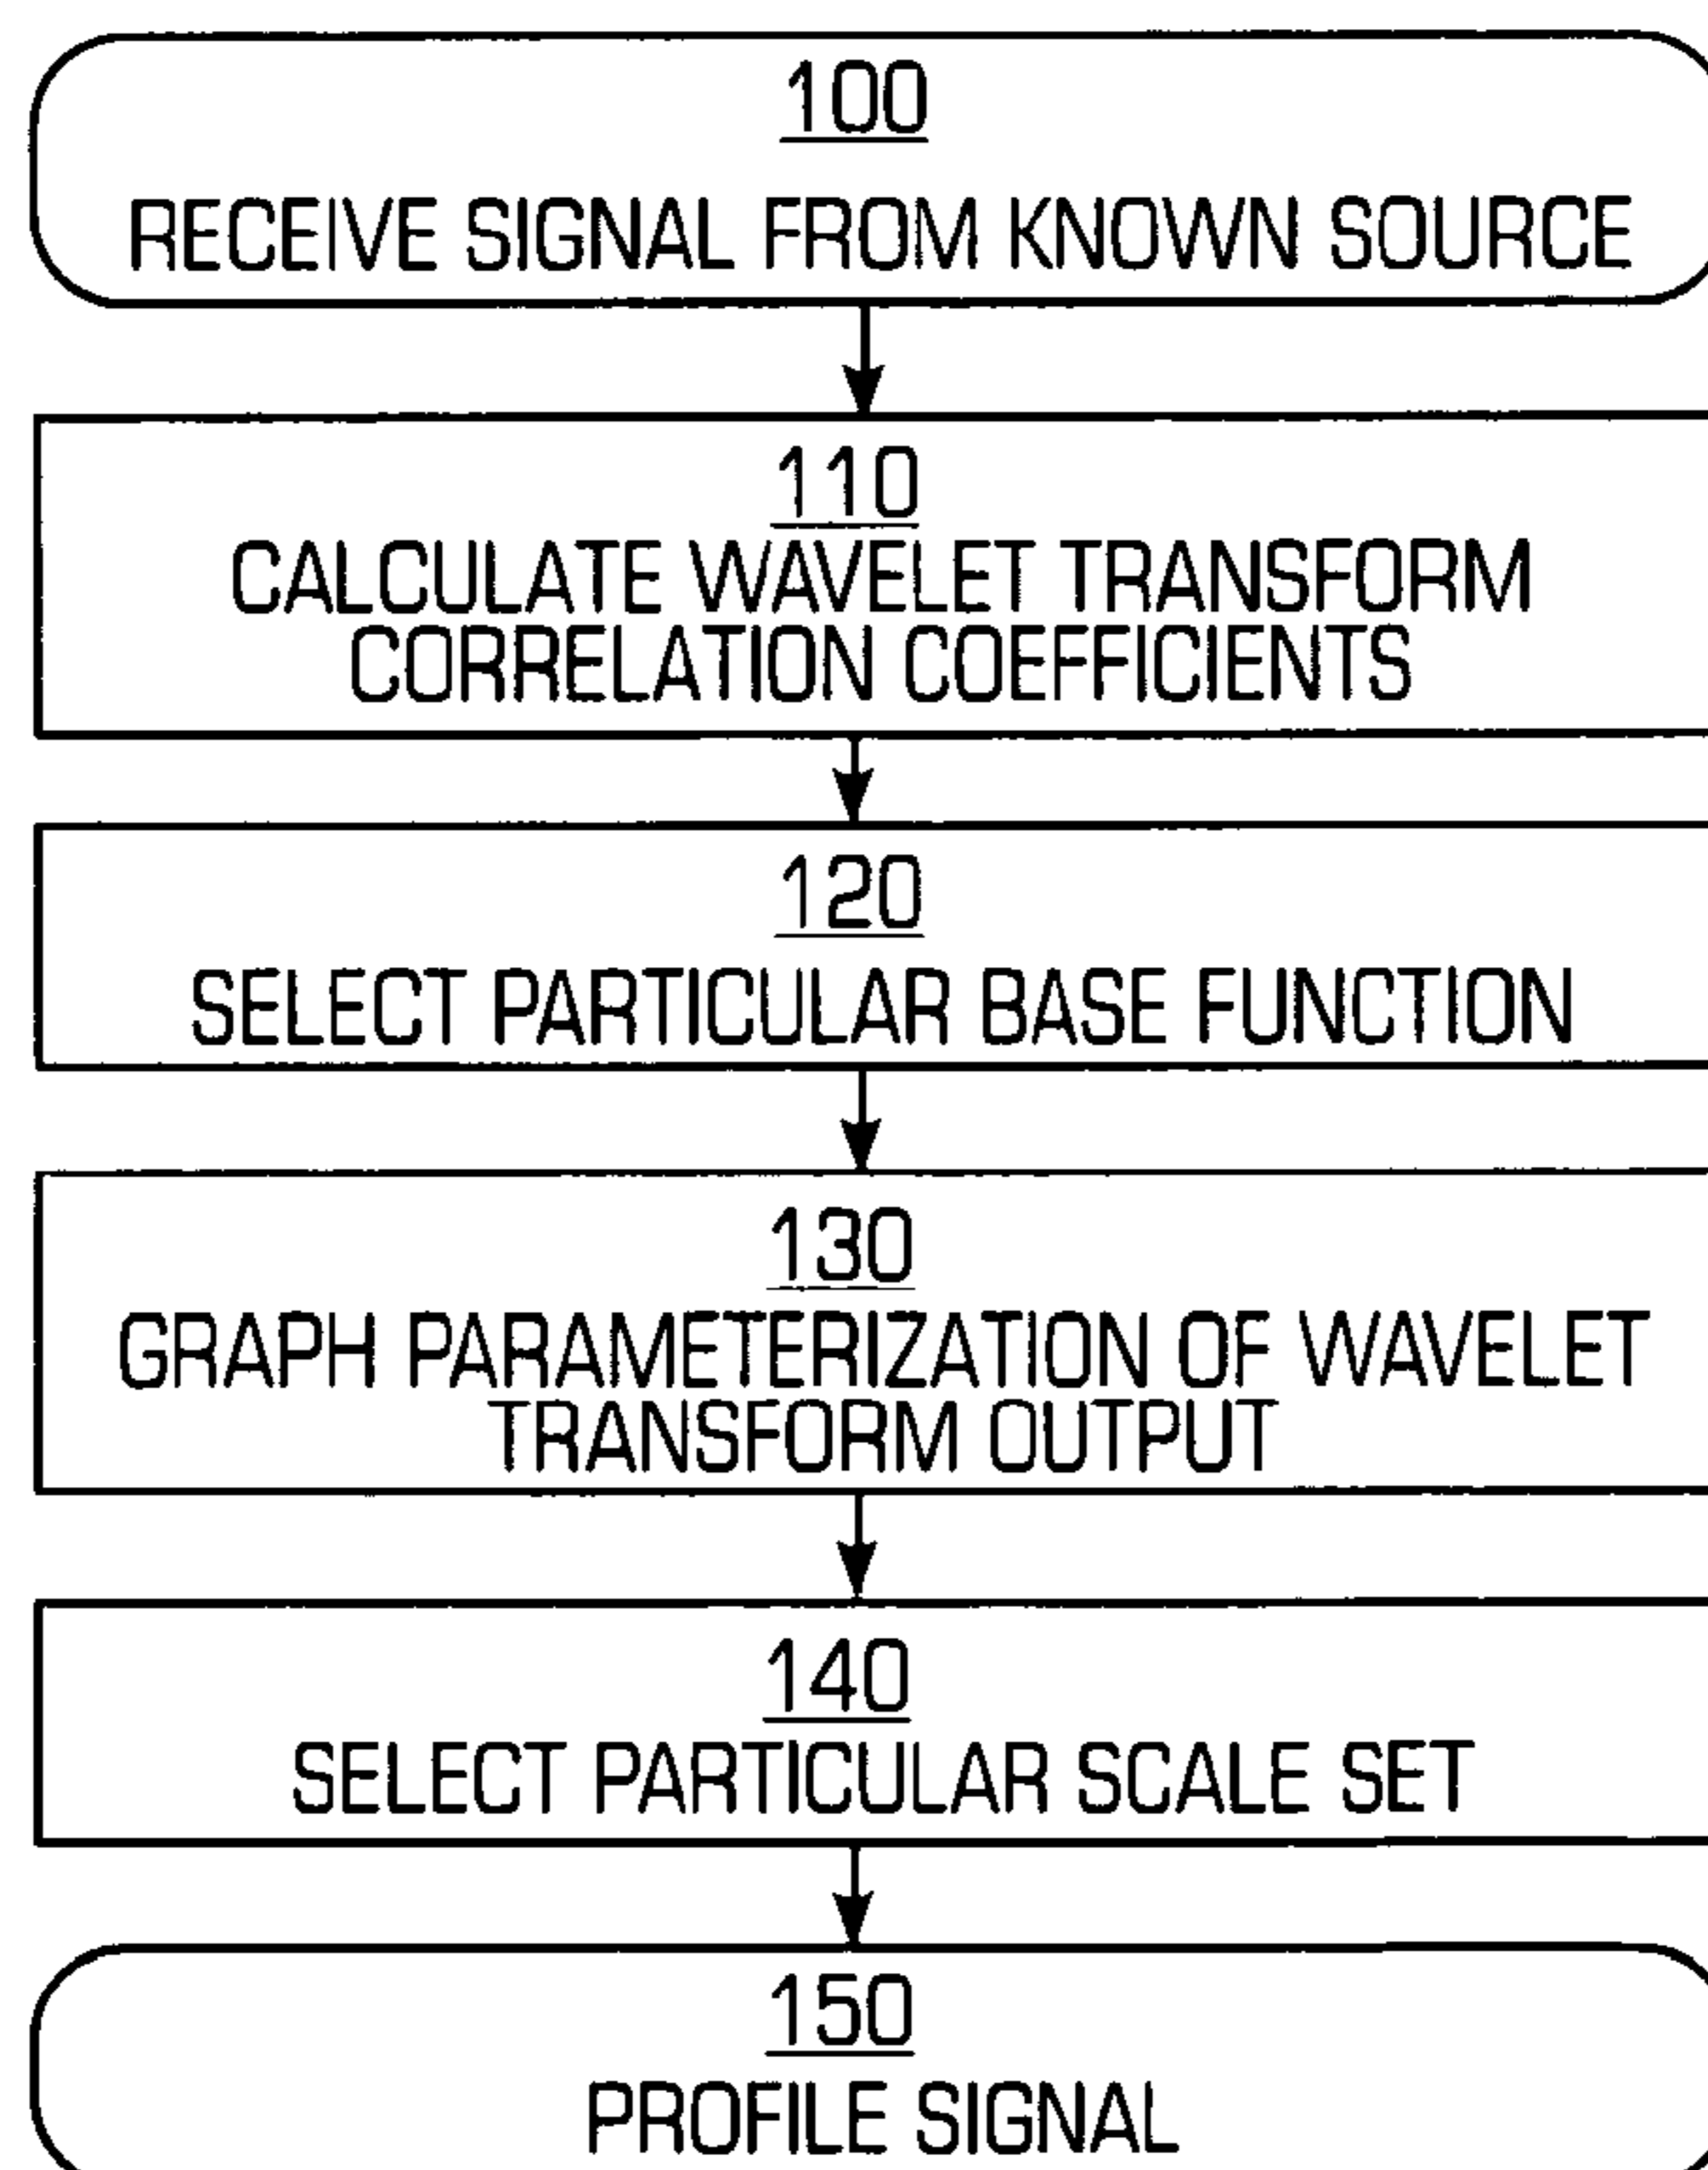 100
RECEIVE SIGNAL FROM KNOWN SOURCE
110
CALCULATE WAVELET TRANSFORM
CORRELATION COEFFICIENTS
120
SELECT PARTICULAR BASE FUNCTION
130
GRAPH PARAMETERIZATION OF WAVELET
TRANSFORM OUTPUT
140
SELECT PARTICULAR SCALE SET
150
PROFILE SIGNAL